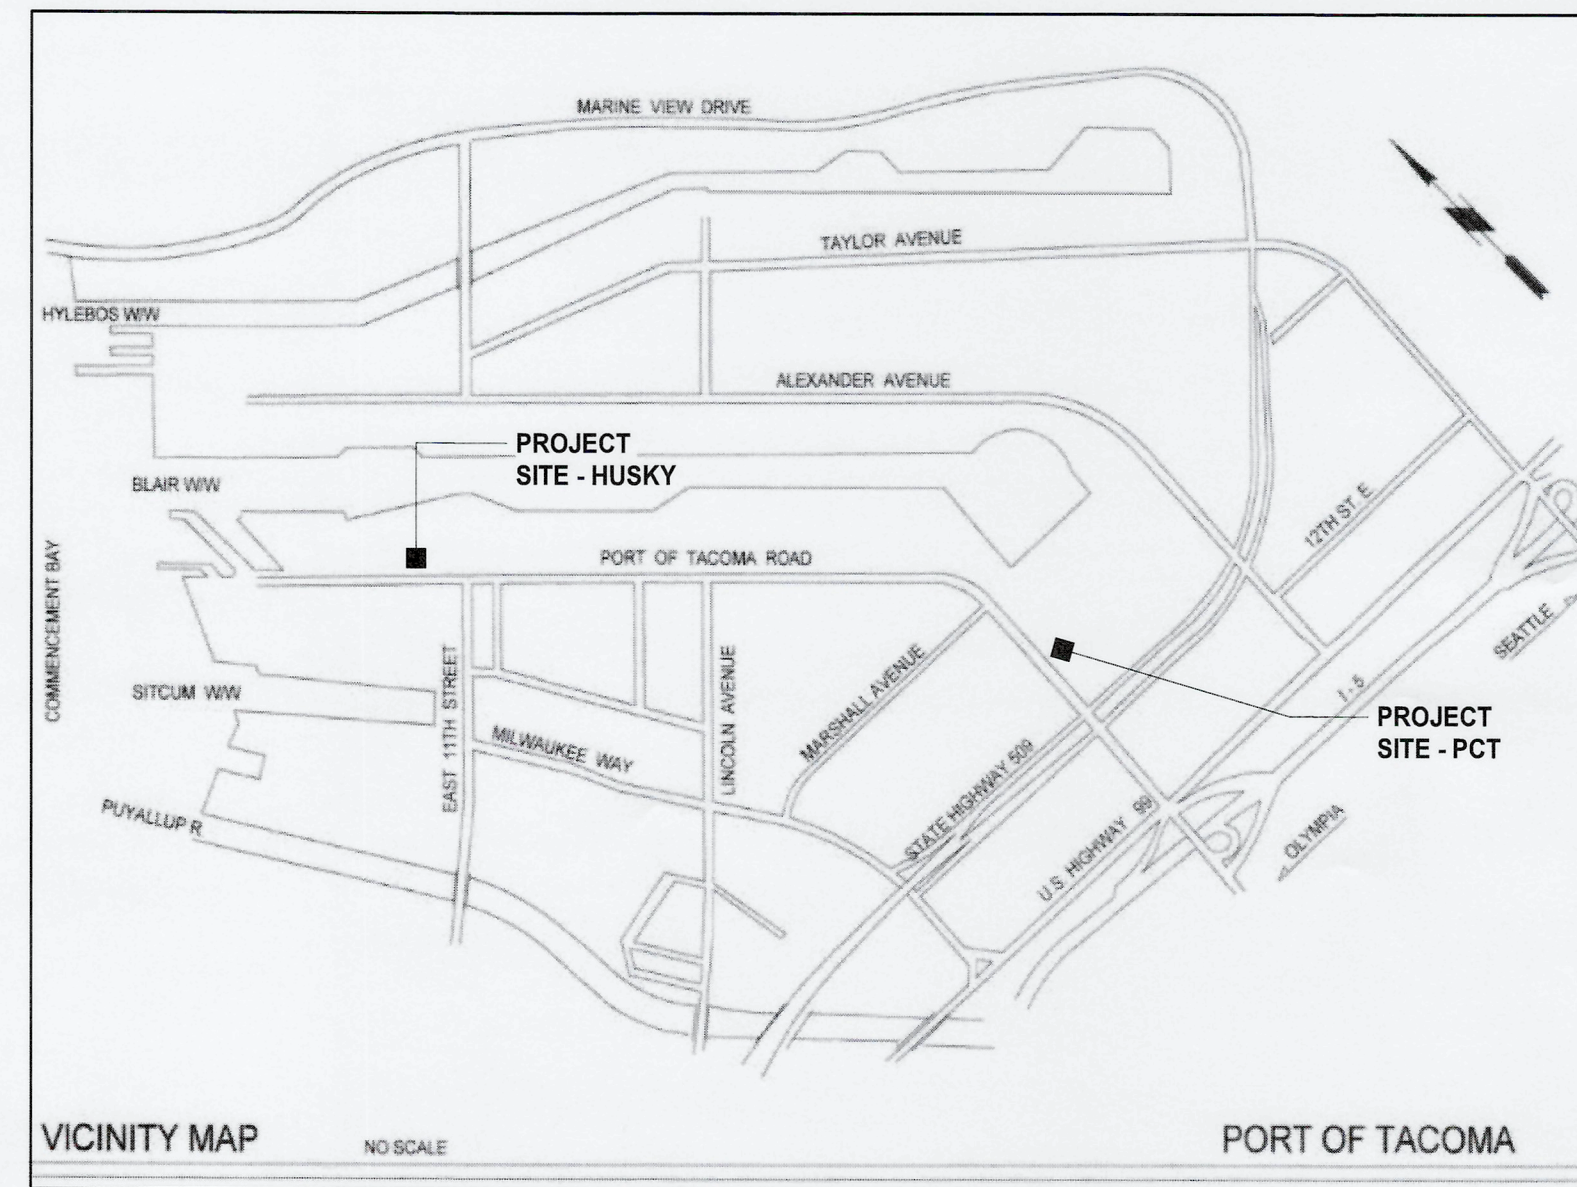 MARINE VIEW DRIVE
TAYLOR AVENUE
HYLEBOS W/W
ALEXANDER AVENUE
PROJECT
SITE - HUSKY
BLAIR W/W
12TH ST. E.
COMMENCEMENT BAY
PORT OF TACOMA ROAD
SEATTLE
SITCUM W/W
EAST 11TH STREET
LINCOLN AVENUE
MARSHALL AVENUE
I - 5
PROJECT
SITE - PCT
MILWAUKEE WAY
STATE HIGHWAY 509
PUYALLUP R.
U.S. HIGHWAY 99
OLYMPIA
VICINITY MAP
NO SCALE
PORT OF TACOMA